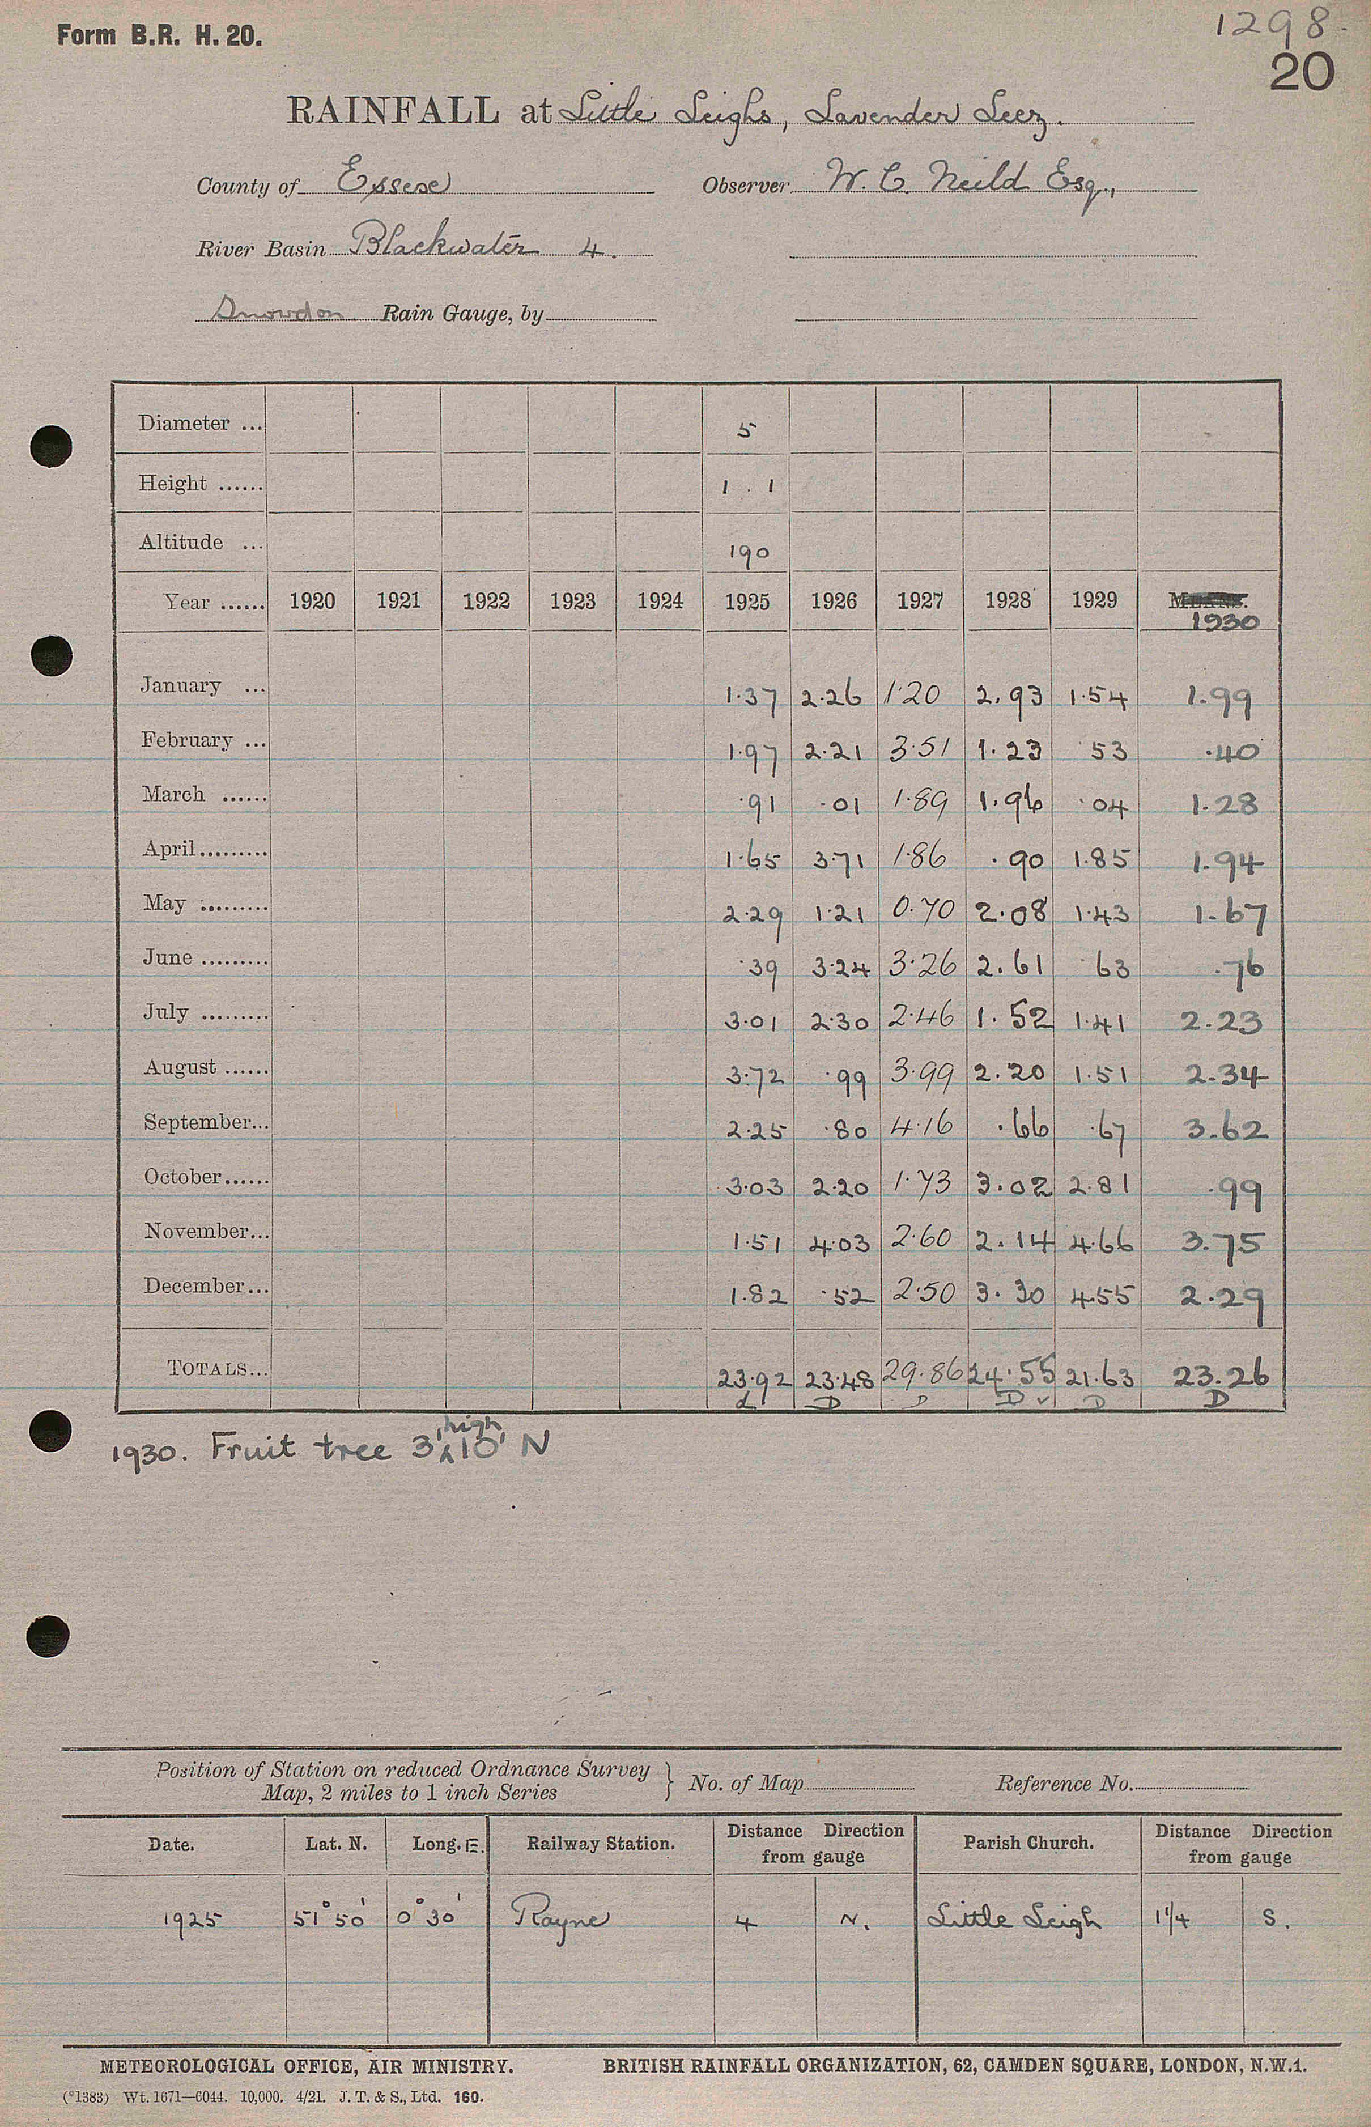 Form B.R. H. 20.
1298
20
RAINFALL at Little Leighs, Lavender Leez.
County of Essex Observer W. C. Neild Esq.,
River Basin Blackwater 4.
Snowdon Rain Gauge, by
Diameter ... 5
Height ...... 1 . 1
Altitude ... 190
Year ...... 1920 1921 1922 1923 1924 1925 1926 1927 1928 1929 MEANS.
1930
January ... 1.37 2.26 1.20 2.93 1.54 1.99
February ... 1.97 2.21 3.51 1.23 .53 .40
March ...... .91 .01 1.89 1.96 .04 1.28
April......... 1.65 3.71 1.86 .90 1.85 1.94
May ......... 2.29 1.21 0.70 2.08 1.43 1.67
June ......... .39 3.24 3.26 2.61 .63 .76
July ......... 3.01 2.30 2.46 1.52 1.41 2.23
August ...... 3.72 .99 3.99 2.20 1.51 2.34
September... 2.25 .80 4.16 .66 .67 3.62
October...... 3.03 2.20 1.73 3.02 2.81 .99
November... 1.51 4.03 2.60 2.14 4.66 3.75
December... 1.82 .52 2.50 3.30 4.55 2.29
TOTALS... 23.92 23.48 29.86 24.55 21.63 23.26
L D D D ✓ D D
1930. Fruit tree 3' high 10' N
Position of Station on reduced Ordnance Survey
Map, 2 miles to 1 inch Series } No. of Map Reference No.
Date. Lat. N. Long. E. Railway Station. Distance Direction from gauge Parish Church. Distance Direction from gauge
1925 51° 50' 0° 30' Rayne 4 N. Little Leigh 1¼ S.
METEOROLOGICAL OFFICE, AIR MINISTRY. BRITISH RAINFALL ORGANIZATION, 62, CAMDEN SQUARE, LONDON, N.W.1.
(*1383) Wt. 1671—6044. 10,000. 4/21. J. T. & S., Ltd. 160.